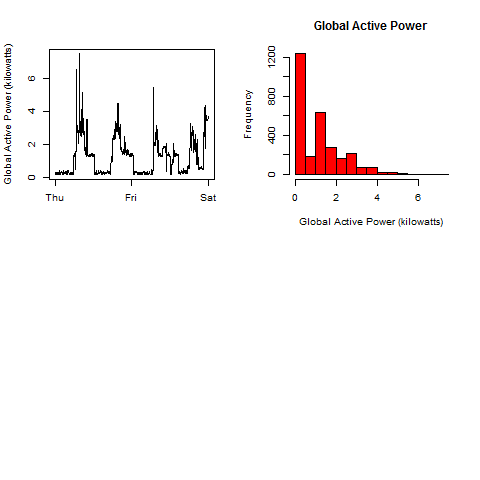 Global Active Power (kilowatts)
6
4
2
0
Thu
Fri
Sat
Global Active Power
Frequency
1200
800
400
0
0
2
4
6
Global Active Power (kilowatts)